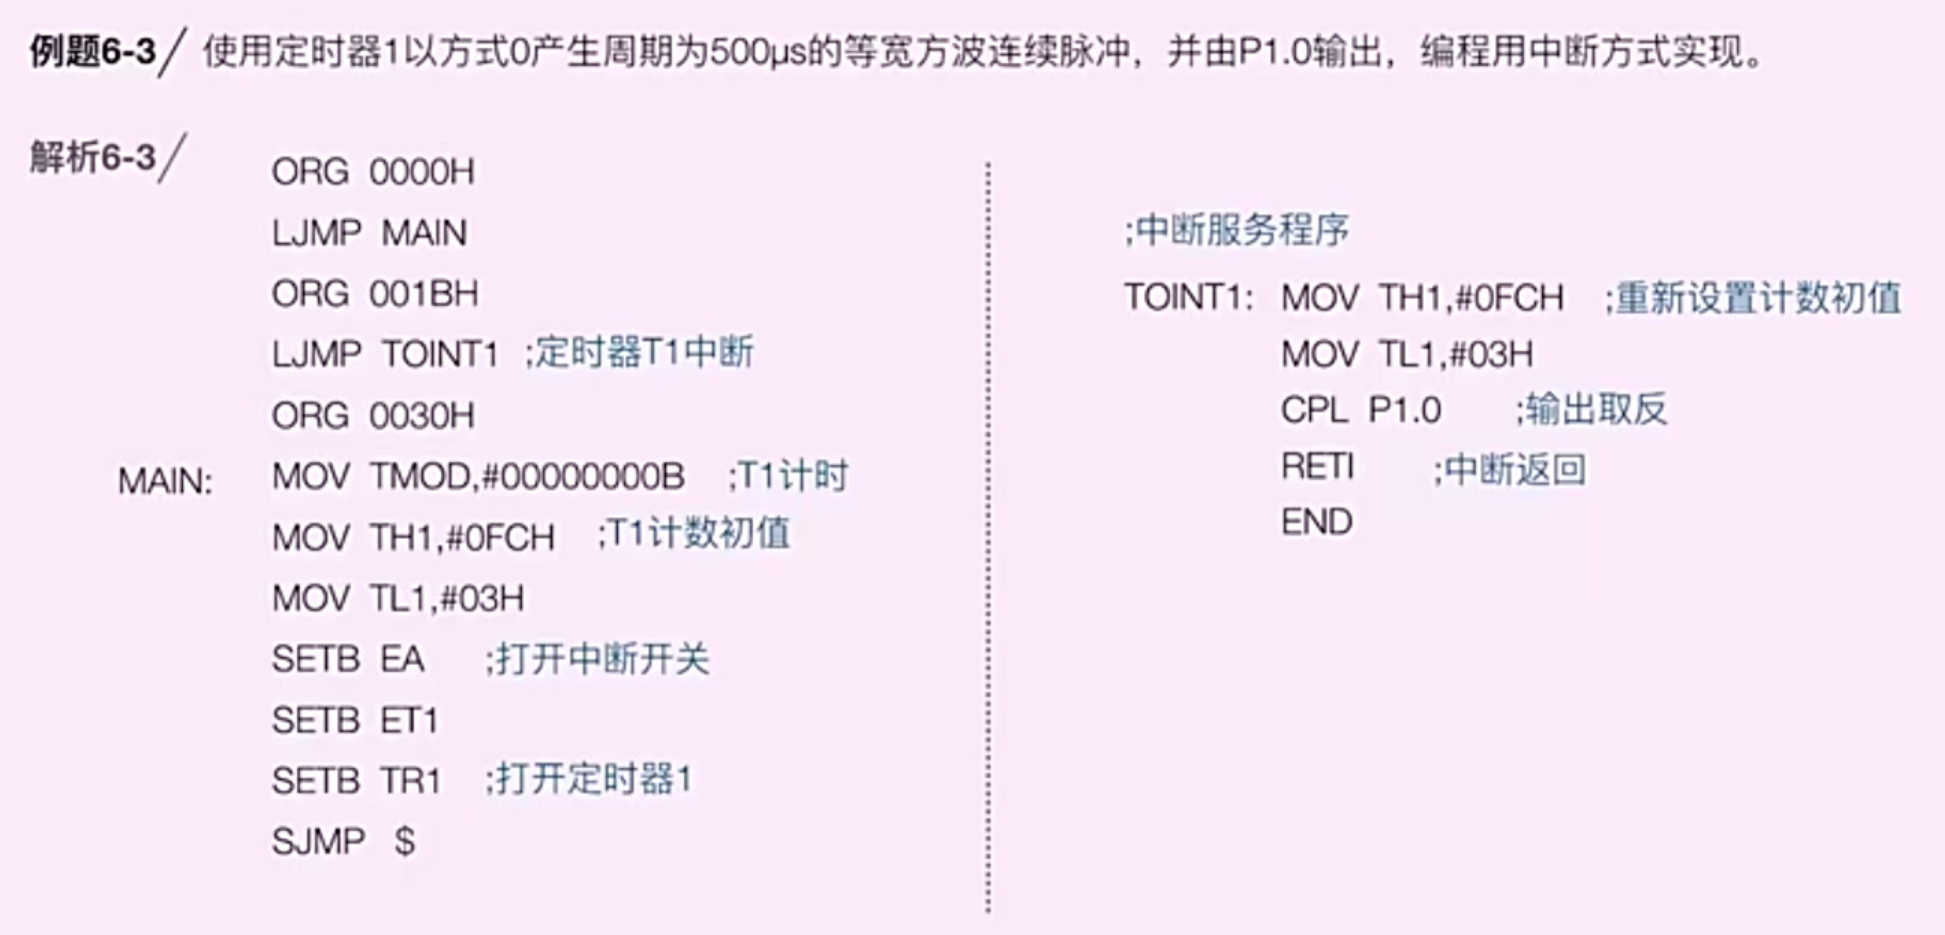 例题6-3/ 使用定时器1以方式0产生周期为500μs的等宽方波连续脉冲，并由P1.0输出，编程用中断方式实现。
解析6-3/
ORG 0000H
LJMP MAIN
ORG 001BH
LJMP TOINT1 ;定时器T1中断
ORG 0030H
MAIN: MOV TMOD,#00000000B ;T1计时
MOV TH1,#0FCH ;T1计数初值
MOV TL1,#03H
SETB EA ;打开中断开关
SETB ET1
SETB TR1 ;打开定时器1
SJMP $
;中断服务程序
TOINT1: MOV TH1,#0FCH ;重新设置计数初值
MOV TL1,#03H
CPL P1.0 ;输出取反
RETI ;中断返回
END